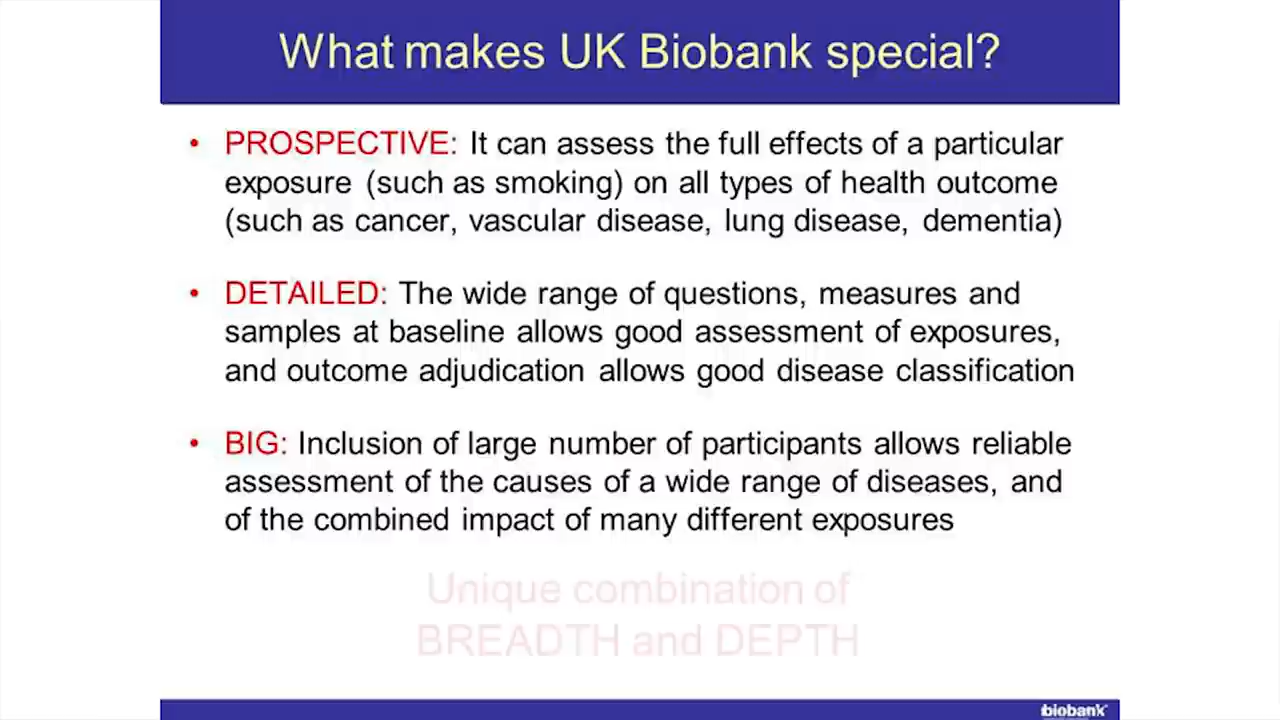 What makes UK Biobank special?
• PROSPECTIVE: It can assess the full effects of a particular
exposure (such as smoking) on all types of health outcome
(such as cancer, vascular disease, lung disease, dementia)
• DETAILED: The wide range of questions, measures and
samples at baseline allows good assessment of exposures,
and outcome adjudication allows good disease classification
• BIG: Inclusion of large number of participants allows reliable
assessment of the causes of a wide range of diseases, and
of the combined impact of many different exposures
Unique combination of
BREADTH and DEPTH
biobank